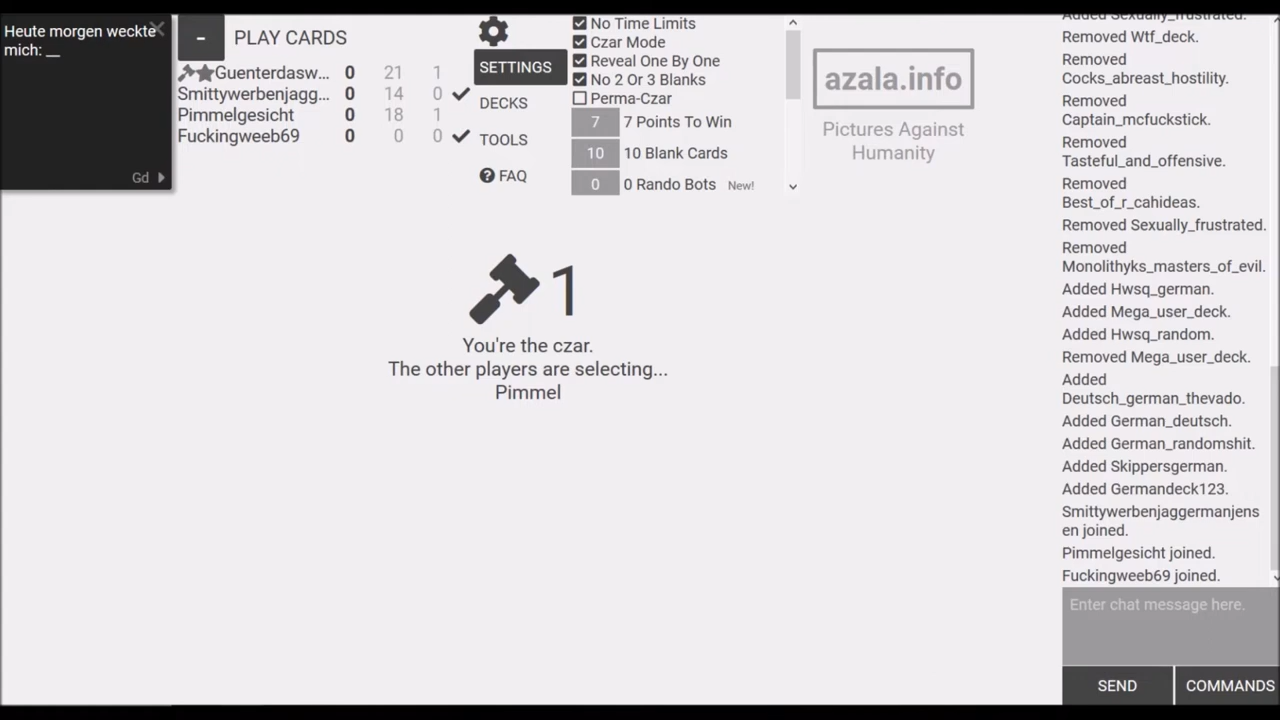 Heute morgen weckte
mich: __
Gd
-
PLAY CARDS
Guenterdasw... 0 21 1
Smittywerbenjagg... 0 14 0
Pimmelgesicht 0 18 1
Fuckingweeb69 0 0 0
SETTINGS
DECKS
TOOLS
? FAQ
No Time Limits
Czar Mode
Reveal One By One
No 2 Or 3 Blanks
Perma-Czar
7 7 Points To Win
10 10 Blank Cards
0 0 Rando Bots New!
azala.info
Pictures Against
Humanity
1
You're the czar.
The other players are selecting...
Pimmel
Added Sexually_frustrated.
Removed Wtf_deck.
Removed
Cocks_abreast_hostility.
Removed
Captain_mcfuckstick.
Removed
Tasteful_and_offensive.
Removed
Best_of_r_cahideas.
Removed Sexually_frustrated.
Removed
Monolithyks_masters_of_evil.
Added Hwsq_german.
Added Mega_user_deck.
Added Hwsq_random.
Removed Mega_user_deck.
Added
Deutsch_german_thevado.
Added German_deutsch.
Added German_randomshit.
Added Skippersgerman.
Added Germandeck123.
Smittywerbenjaggermanjens
en joined.
Pimmelgesicht joined.
Fuckingweeb69 joined.
Enter chat message here.
SEND
COMMANDS